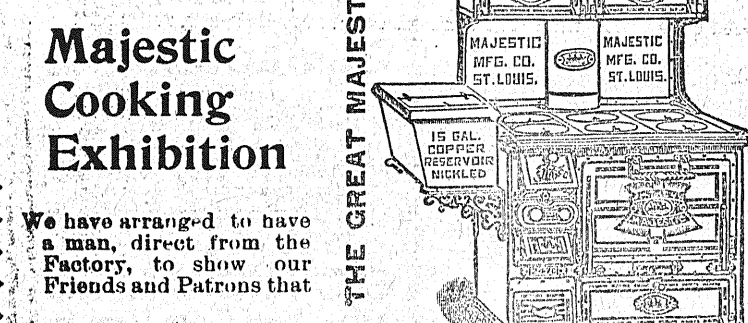 Majestic
Cooking
Exhibition
We have arranged to have
a man, direct from the
Factory, to show our
Friends and Patrons that
THE GREAT MAJEST
MAJESTIC
MFG. CO.
ST. LOUIS.
MAJESTIC
MFG. CO.
ST. LOUIS.
15 GAL.
COPPER
RESERVOIR
NICKLED